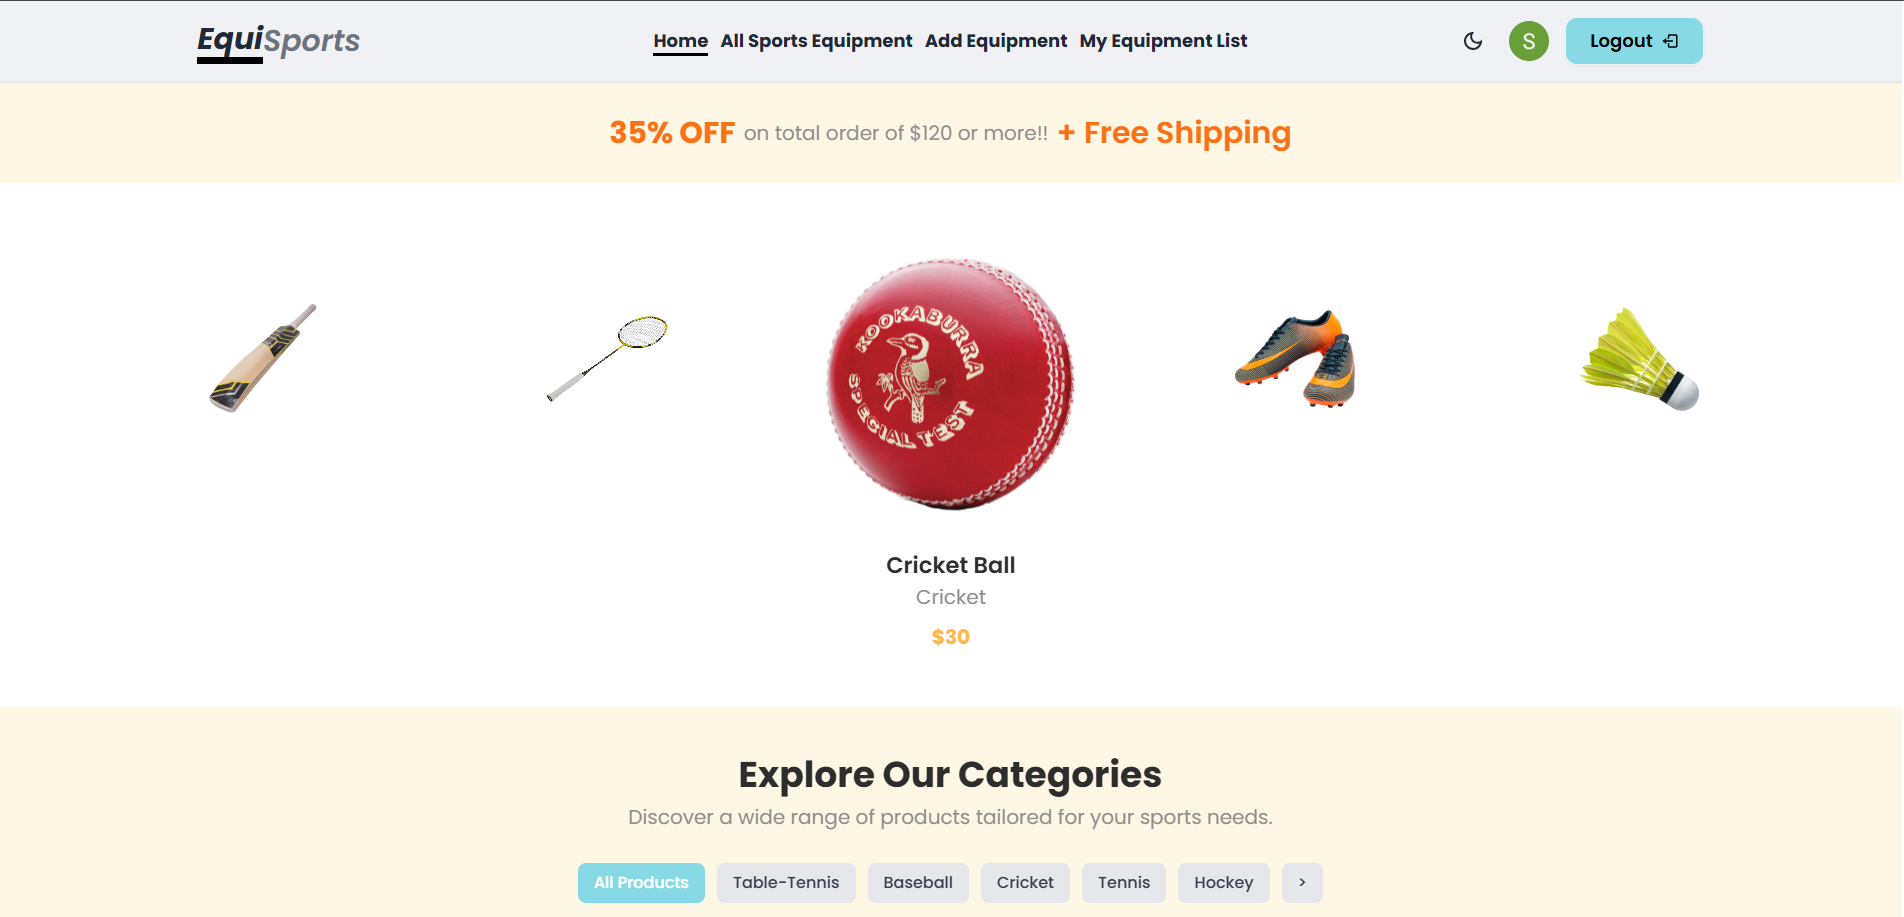 EquiSports
Home All Sports Equipment Add Equipment My Equipment List
S
Logout
35% OFF on total order of $120 or more!! + Free Shipping
KOOKABURRA
SPECIAL TEST
Cricket Ball
Cricket
$30
Explore Our Categories
Discover a wide range of products tailored for your sports needs.
All Products Table-Tennis Baseball Cricket Tennis Hockey >